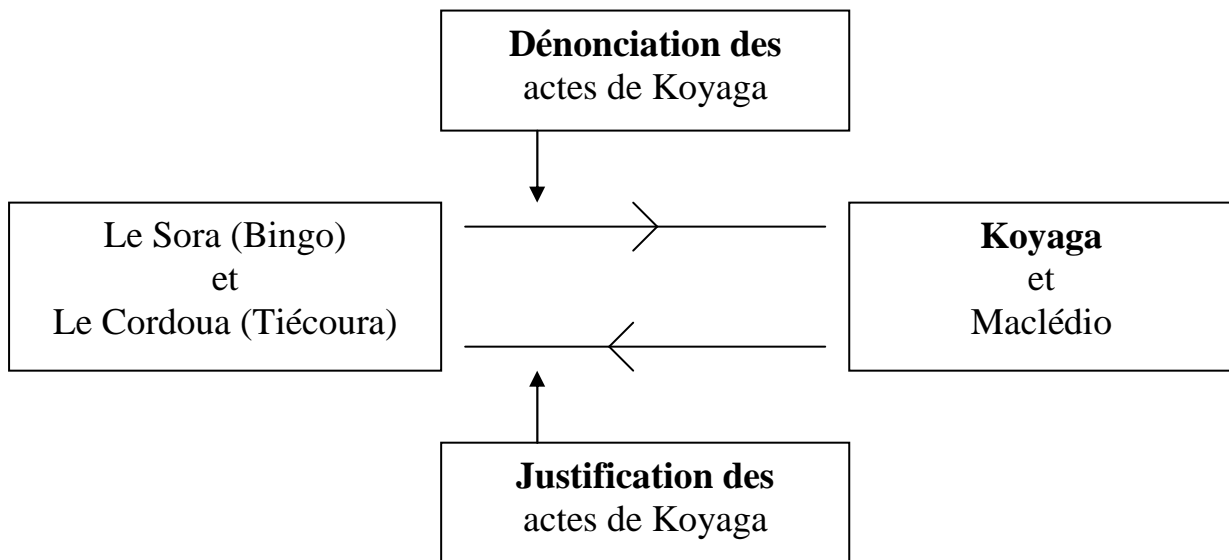 Dénonciation des
actes de Koyaga
Le Sora (Bingo)
et
Le Cordoua (Tiécoura)
Koyaga
et
Maclédio
Justification des
actes de Koyaga